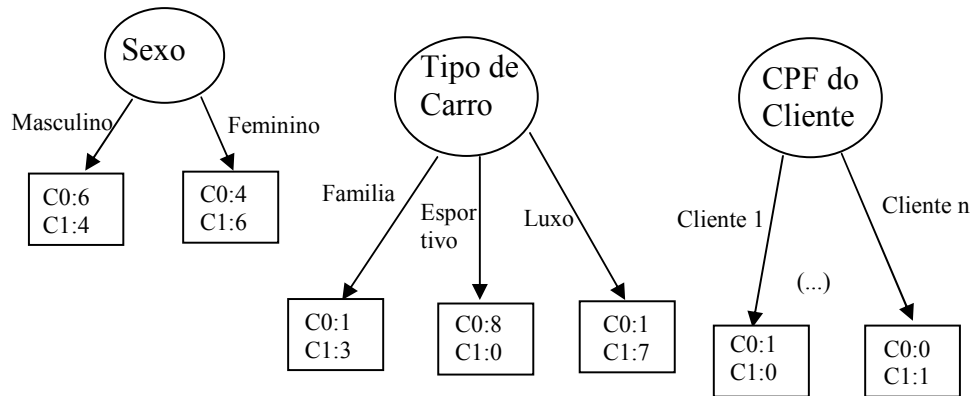 Sexo
Masculino
Feminino
C0:6
C1:4
C0:4
C1:6
Tipo de
Carro
Familia
Espor
tivo
Luxo
C0:1
C1:3
C0:8
C1:0
C0:1
C1:7
CPF do
Cliente
Cliente 1
Cliente n
(...)
C0:1
C1:0
C0:0
C1:1